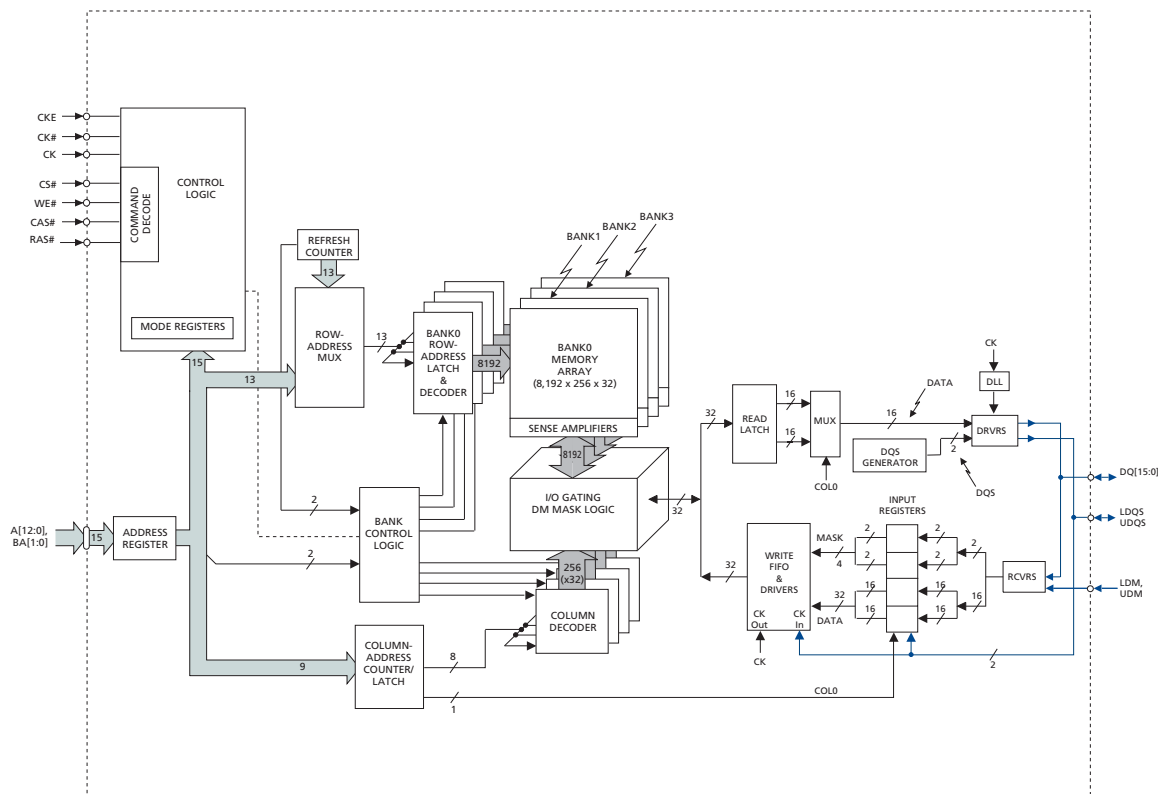 CKE
CK#
CK
CS#
WE#
CAS#
RAS#
COMMAND
DECODE
CONTROL
LOGIC
MODE REGISTERS
15
13
REFRESH
COUNTER
13
ROW-
ADDRESS
MUX
13
BANK0
ROW-
ADDRESS
LATCH
&
DECODER
8192
BANK1
BANK2
BANK3
BANK0
MEMORY
ARRAY
(8,192 x 256 x 32)
SENSE AMPLIFIERS
8192
I/O GATING
DM MASK LOGIC
32
A[12:0],
BA[1:0]
15
ADDRESS
REGISTER
2
2
BANK
CONTROL
LOGIC
256
(x32)
COLUMN
DECODER
9
COLUMN-
ADDRESS
COUNTER/
LATCH
8
1
COL0
32
READ
LATCH
16
16
MUX
COL0
16
DATA
CK
DLL
DRVRS
DQS
GENERATOR
2
DQS
DQ[15:0]
LDQS
UDQS
LDM,
UDM
32
WRITE
FIFO
&
DRIVERS
CK
Out
CK
In
CK
MASK
4
32
DATA
INPUT
REGISTERS
2
2
16
16
2
2
16
16
2
16
RCVRS
2